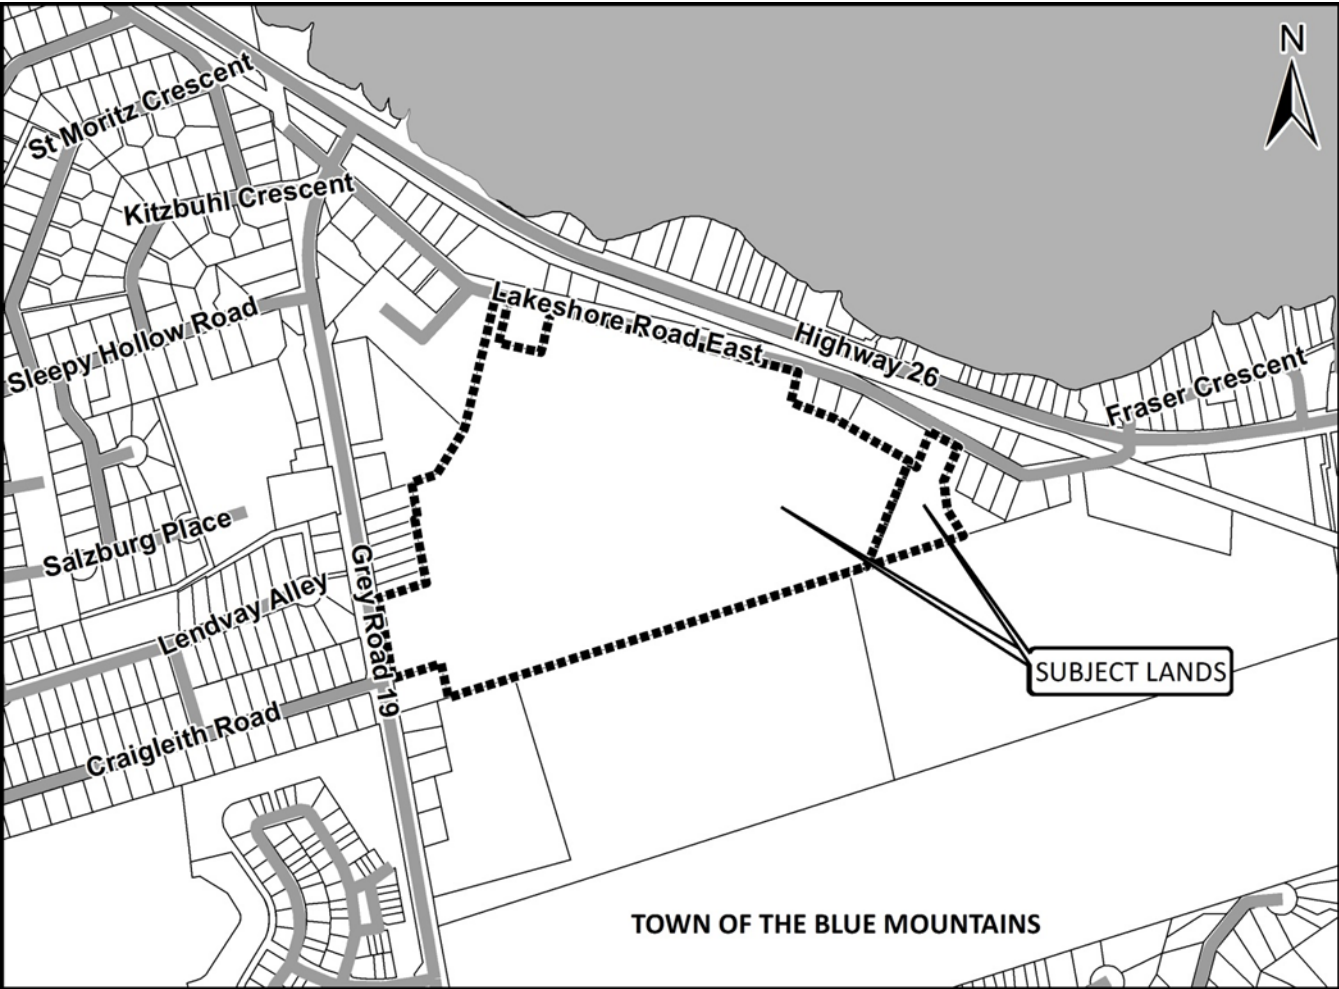 N
St Moritz Crescent
Kitzbuhl Crescent
Sleepy Hollow Road
Lakeshore Road East
Highway 26
Fraser Crescent
Salzburg Place
Lendvay Alley
Grey Road 19
Craigleith Road
SUBJECT LANDS
TOWN OF THE BLUE MOUNTAINS